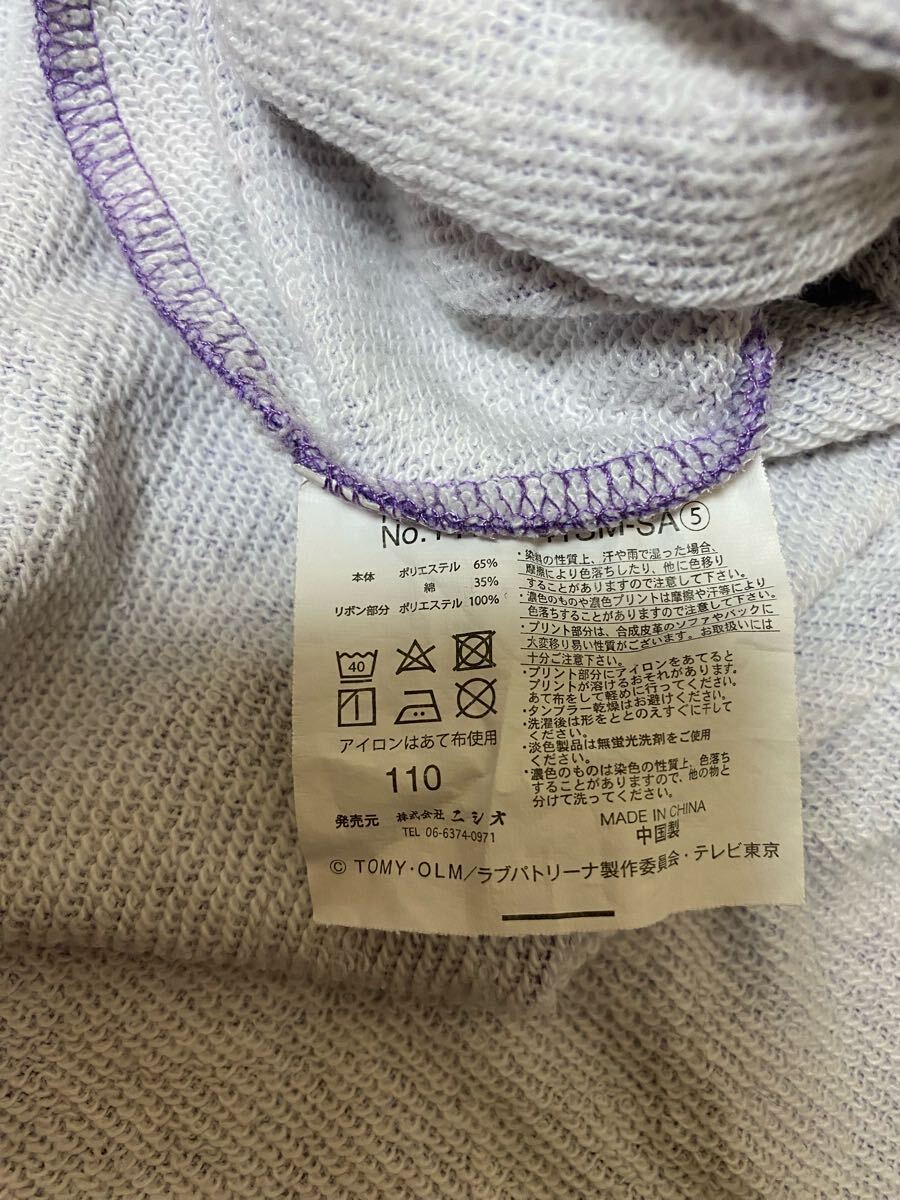 No.
HSM-SA⑤
本体 ポリエステル 65%
綿 35%
リボン部分 ポリエステル 100%
40
アイロンはあて布使用
110
発売元 株式会社 ニシオ
TEL 06-6374-0971
・染料の性質上、汗や雨で湿った場合、
摩擦により色落ちしたり、他に色移り
することがありますので注意して下さい。
・濃色のものや濃色プリントは摩擦や汗等により
色落ちすることがありますので注意して下さい。
・プリント部分は、合成皮革のソファやバックに
大変移り易い性質がございます。お取扱いには
十分ご注意下さい。
・プリント部分にアイロンをあてると
プリントが溶けるおそれがあります。
あて布をして軽めに行ってください。
・タンブラー乾燥はお避けください。
・洗濯後は形をととのえすぐに干して
ください。
・淡色製品は無蛍光洗剤をご使用
ください。
・濃色のものは染色の性質上、色落ち
することがありますので、他の物と
分けて洗ってください。
MADE IN CHINA
中国製
© TOMY・OLM/ラブパトリーナ製作委員会・テレビ東京